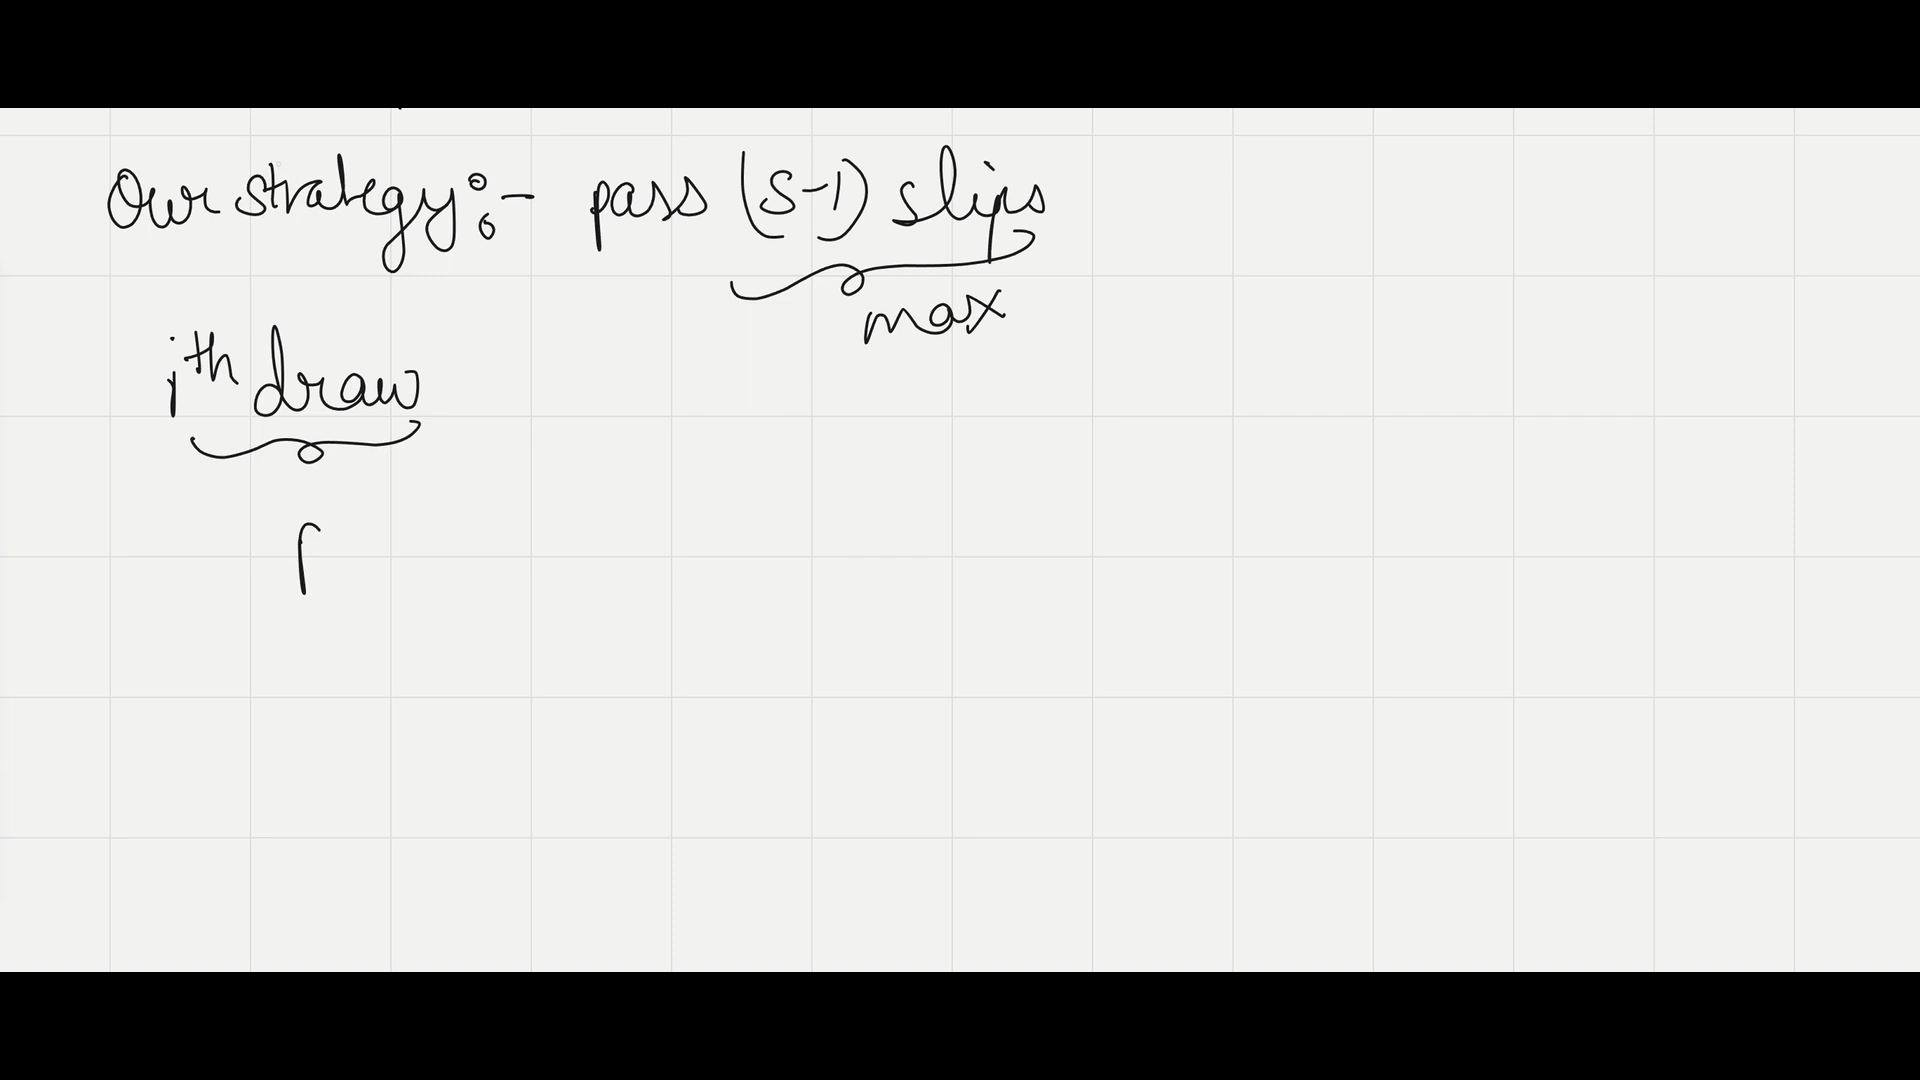 Our strategy:- pass (s-1) slips
max
ith draw